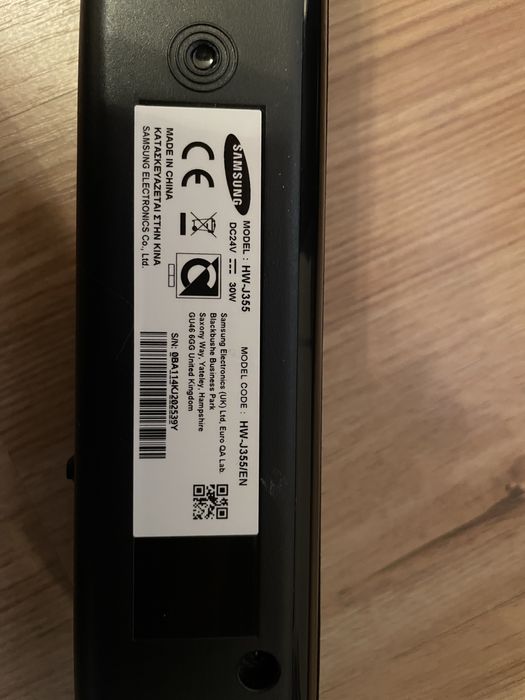 SAMSUNG
MODEL : HW-J355 MODEL CODE : HW-J355/EN
DC24V 30W
CE
Samsung Electronics (UK) Ltd, Euro QA Lab.
Blackbushe Business Park
Saxony Way, Yateley, Hampshire
GU46 6GG United Kingdom
S/N: 0BA114KJ202539Y
MADE IN CHINA
ΚΑΤΑΣΚΕΥΑΖΕΤΑΙ ΣΤΗΝ ΚΙΝΑ
SAMSUNG ELECTRONICS Co., Ltd.